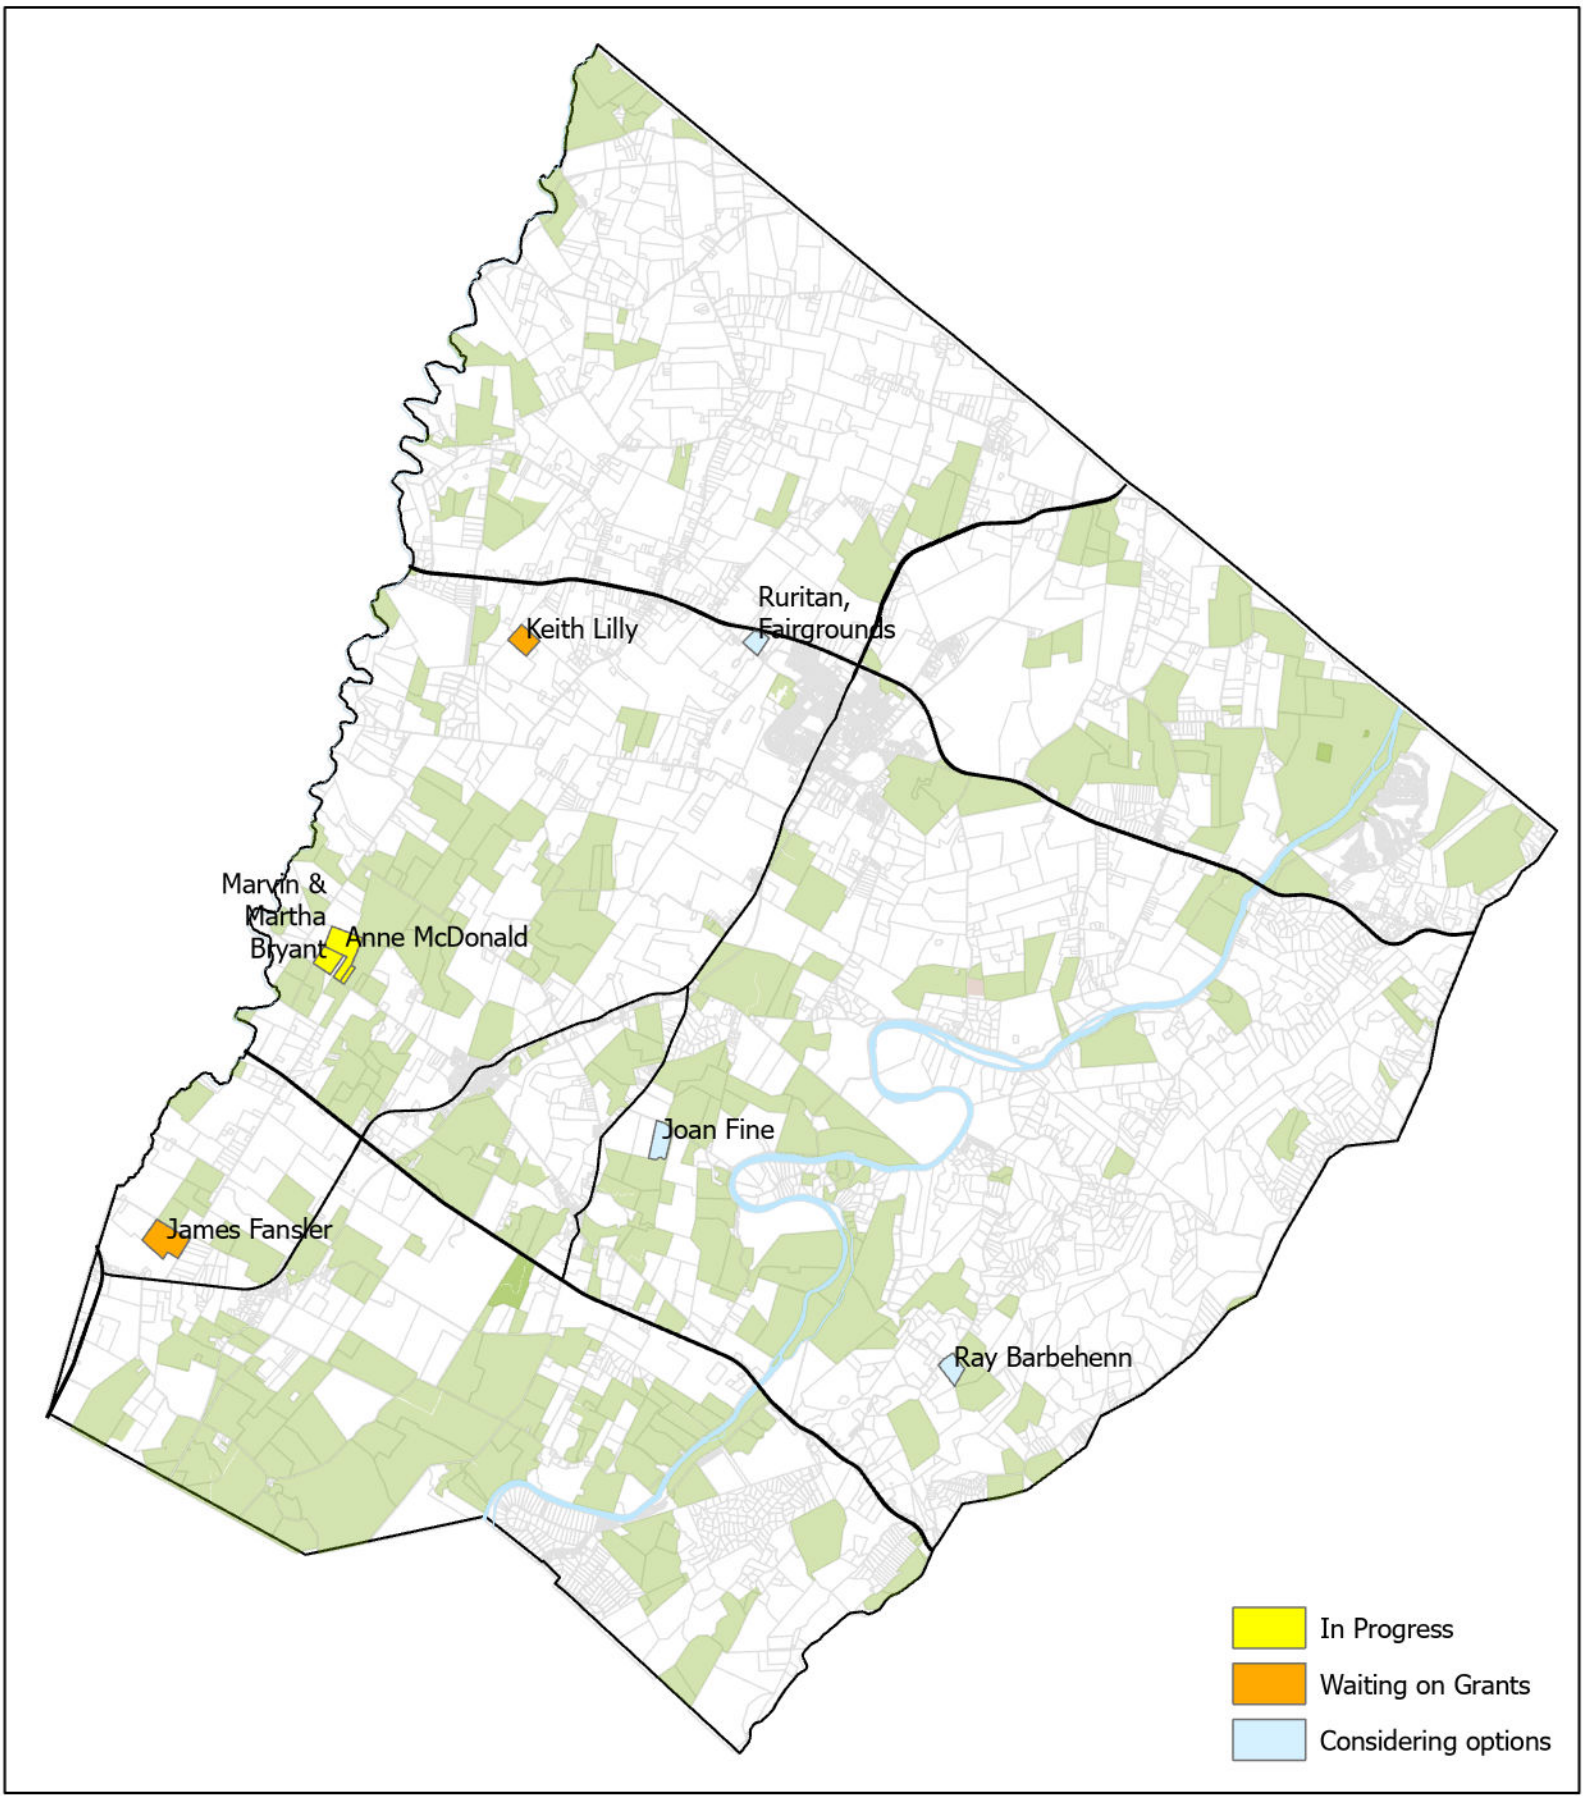 Ruritan,
Fairgrounds
Keith Lilly
Marvin &
Martha
Bryant
Anne McDonald
Joan Fine
James Fansler
Ray Barbehenn
In Progress
Waiting on Grants
Considering options